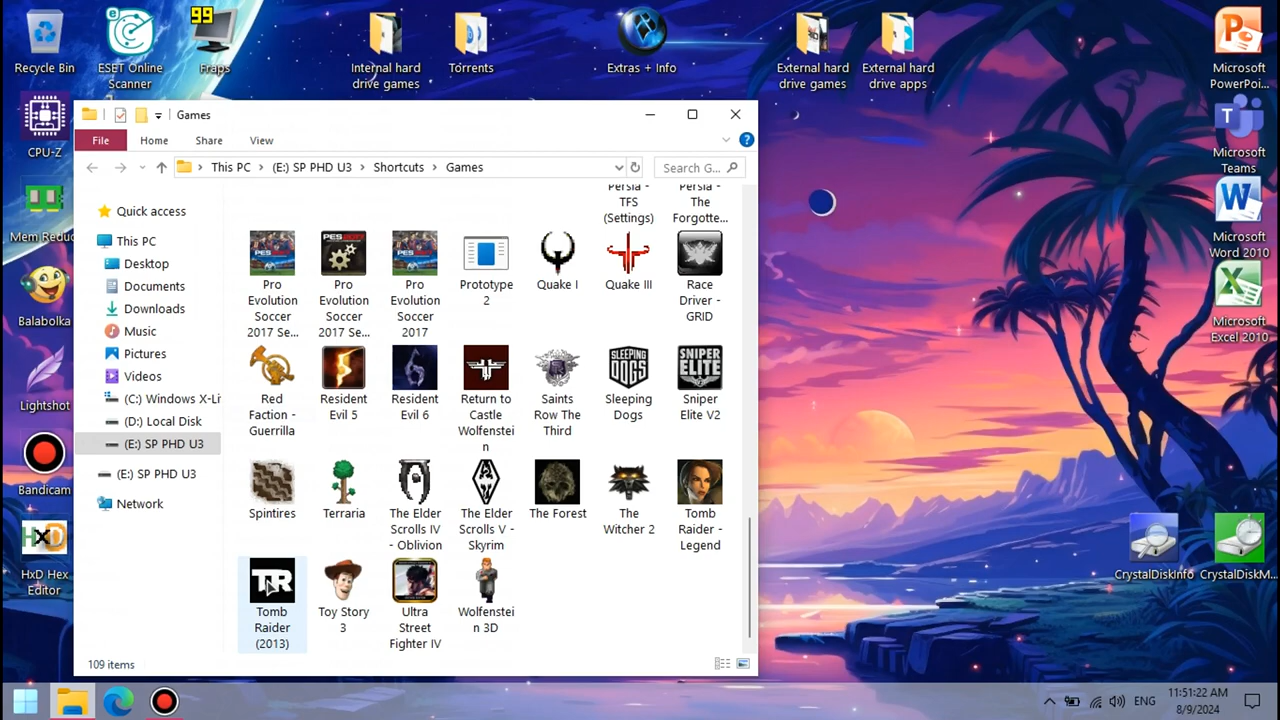 99
Recycle Bin
ESET Online
Scanner
Fraps
Internal hard
drive games
Torrents
Extras + Info
External hard
drive games
External hard
drive apps
Microsoft
PowerPoi...
CPU-Z
Mem Reduc
Balabolka
Lightshot
Bandicam
HxD
HxD Hex
Editor
Microsoft
Teams
Microsoft
Word 2010
Microsoft
Excel 2010
CrystalDiskInfo
CrystalDiskM...
Games
File
Home
Share
View
This PC
(E:) SP PHD U3
Shortcuts
Games
Search G...
Quick access
This PC
Desktop
Documents
Downloads
Music
Pictures
Videos
(C:) Windows X-Li
(D:) Local Disk
(E:) SP PHD U3
(E:) SP PHD U3
Network
Persia -
TFS
(Settings)
Persia -
The
Forgotte...
Pro
Evolution
Soccer
2017 Se...
Pro
Evolution
Soccer
2017 Se...
Pro
Evolution
Soccer
2017
Prototype
2
Quake I
Quake III
Race
Driver -
GRID
Red
Faction -
Guerrilla
Resident
Evil 5
Resident
Evil 6
Return to
Castle
Wolfenstei
n
Saints
Row The
Third
SLEEPING
DOGS
Sleeping
Dogs
SNIPER
ELITE
Sniper
Elite V2
Spintires
Terraria
The Elder
Scrolls IV
- Oblivion
The Elder
Scrolls V -
Skyrim
The Forest
The
Witcher 2
Tomb
Raider -
Legend
TR
Tomb
Raider
(2013)
Toy Story
3
Ultra
Street
Fighter IV
Wolfenstei
n 3D
109 items
ENG
11:51:22 AM
8/9/2024